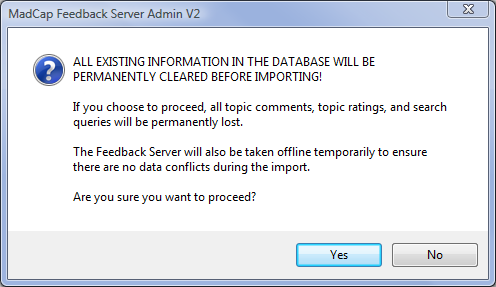 MadCap Feedback Server Admin V2
ALL EXISTING INFORMATION IN THE DATABASE WILL BE
PERMANENTLY CLEARED BEFORE IMPORTING!
If you choose to proceed, all topic comments, topic ratings, and search
queries will be permanently lost.
The Feedback Server will also be taken offline temporarily to ensure
there are no data conflicts during the import.
Are you sure you want to proceed?
Yes
No